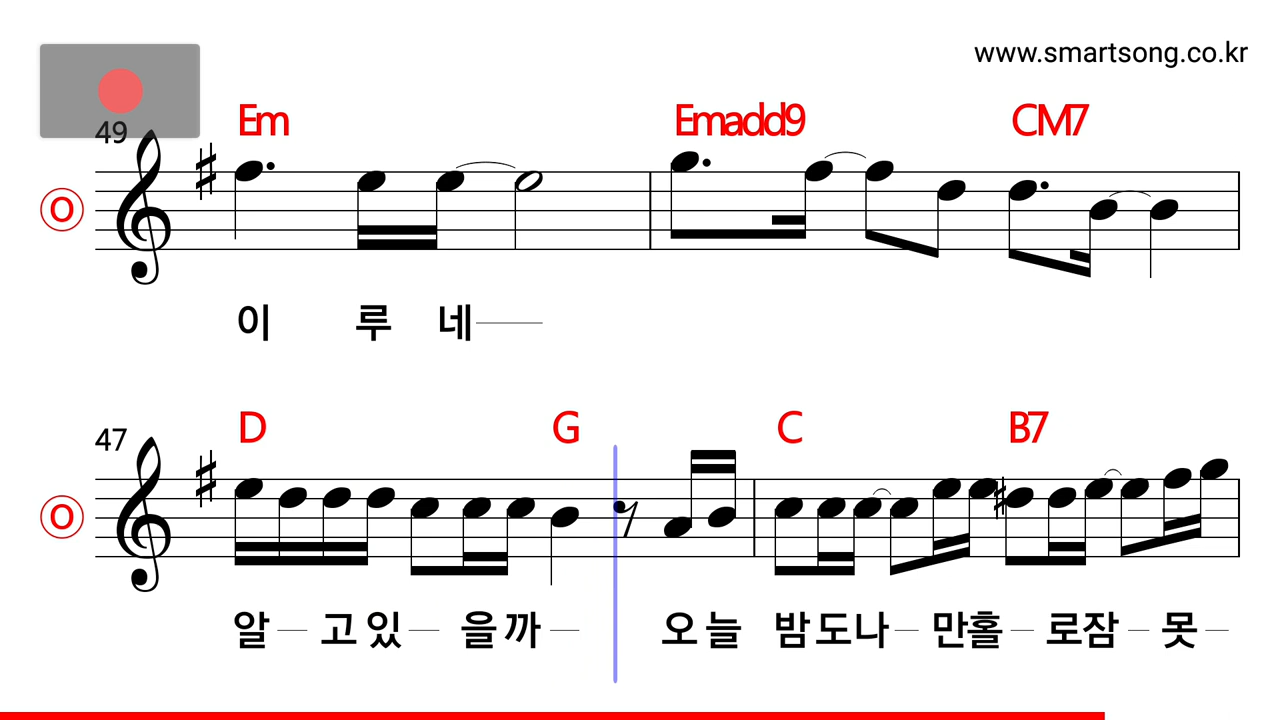 www.smartsong.co.kr
Em Emadd9 CM7
49
O
이 루 네
D G C B7
47
O
알 고 있 을 까 오 늘 밤 도 나 만 홀 로 잠 못